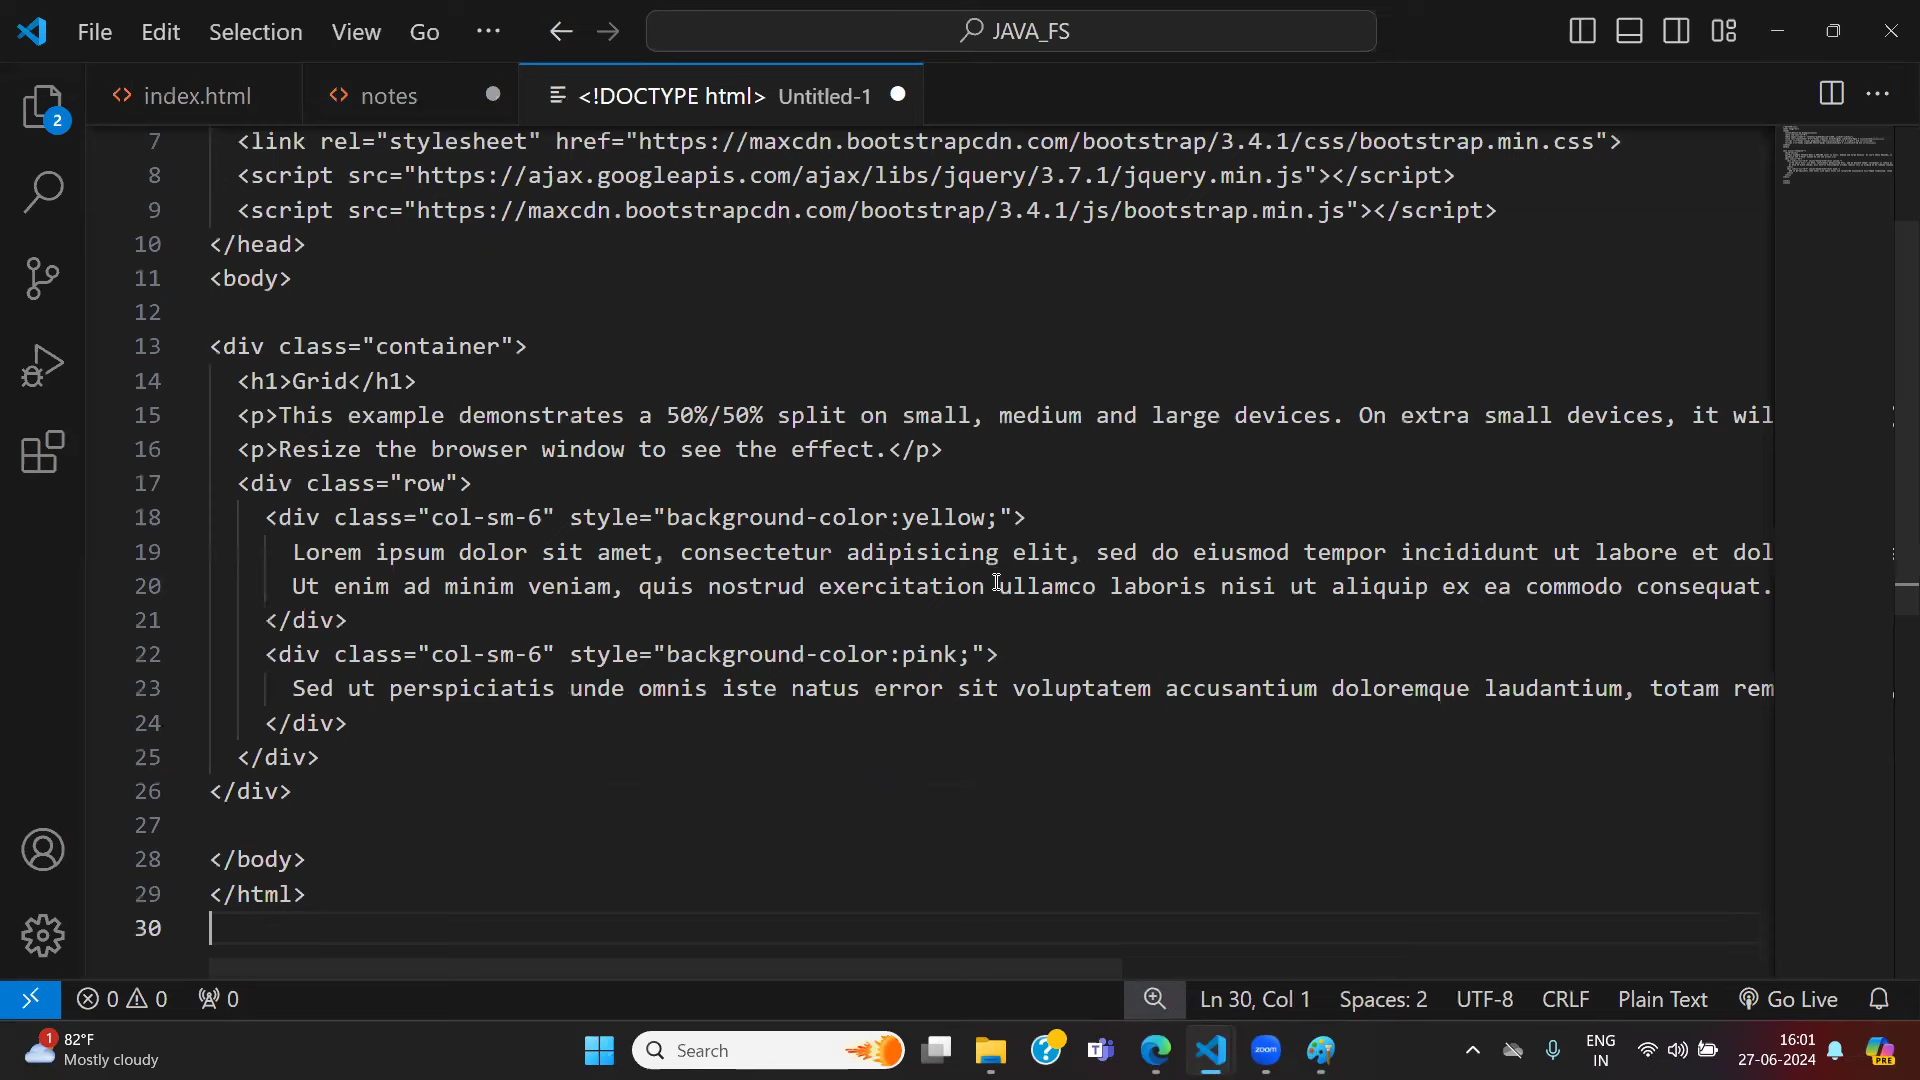 File Edit Selection View Go ··· JAVA_FS
index.html notes <!DOCTYPE html> Untitled-1
7 <link rel="stylesheet" href="https://maxcdn.bootstrapcdn.com/bootstrap/3.4.1/css/bootstrap.min.css">
8 <script src="https://ajax.googleapis.com/ajax/libs/jquery/3.7.1/jquery.min.js"></script>
9 <script src="https://maxcdn.bootstrapcdn.com/bootstrap/3.4.1/js/bootstrap.min.js"></script>
10 </head>
11 <body>
12
13 <div class="container">
14 <h1>Grid</h1>
15 <p>This example demonstrates a 50%/50% split on small, medium and large devices. On extra small devices, it wil
16 <p>Resize the browser window to see the effect.</p>
17 <div class="row">
18 <div class="col-sm-6" style="background-color:yellow;">
19 Lorem ipsum dolor sit amet, consectetur adipisicing elit, sed do eiusmod tempor incididunt ut labore et dol
20 Ut enim ad minim veniam, quis nostrud exercitation ullamco laboris nisi ut aliquip ex ea commodo consequat.
21 </div>
22 <div class="col-sm-6" style="background-color:pink;">
23 Sed ut perspiciatis unde omnis iste natus error sit voluptatem accusantium doloremque laudantium, totam rem
24 </div>
25 </div>
26 </div>
27
28 </body>
29 </html>
30
2
0 0 0 Ln 30, Col 1 Spaces: 2 UTF-8 CRLF Plain Text Go Live
1 82°F
Mostly cloudy
Search
zoom
ENG
IN
16:01
27-06-2024
PRE